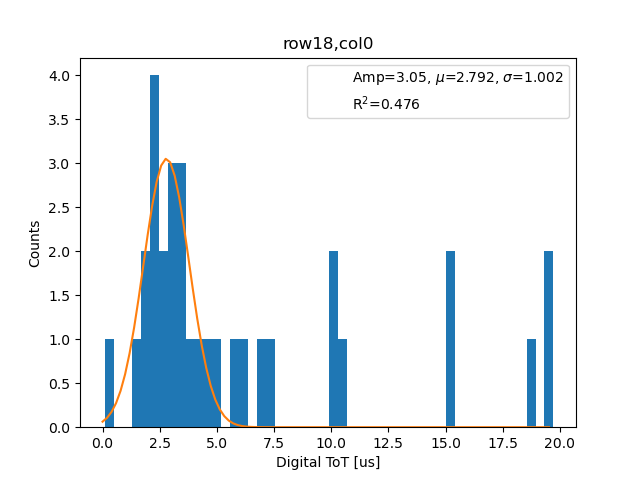 row18,col0
Amp=3.05, μ=2.792, σ=1.002
R²=0.476
4.0
3.5
3.0
2.5
2.0
1.5
1.0
0.5
0.0
Counts
0.0 2.5 5.0 7.5 10.0 12.5 15.0 17.5 20.0
Digital ToT [us]